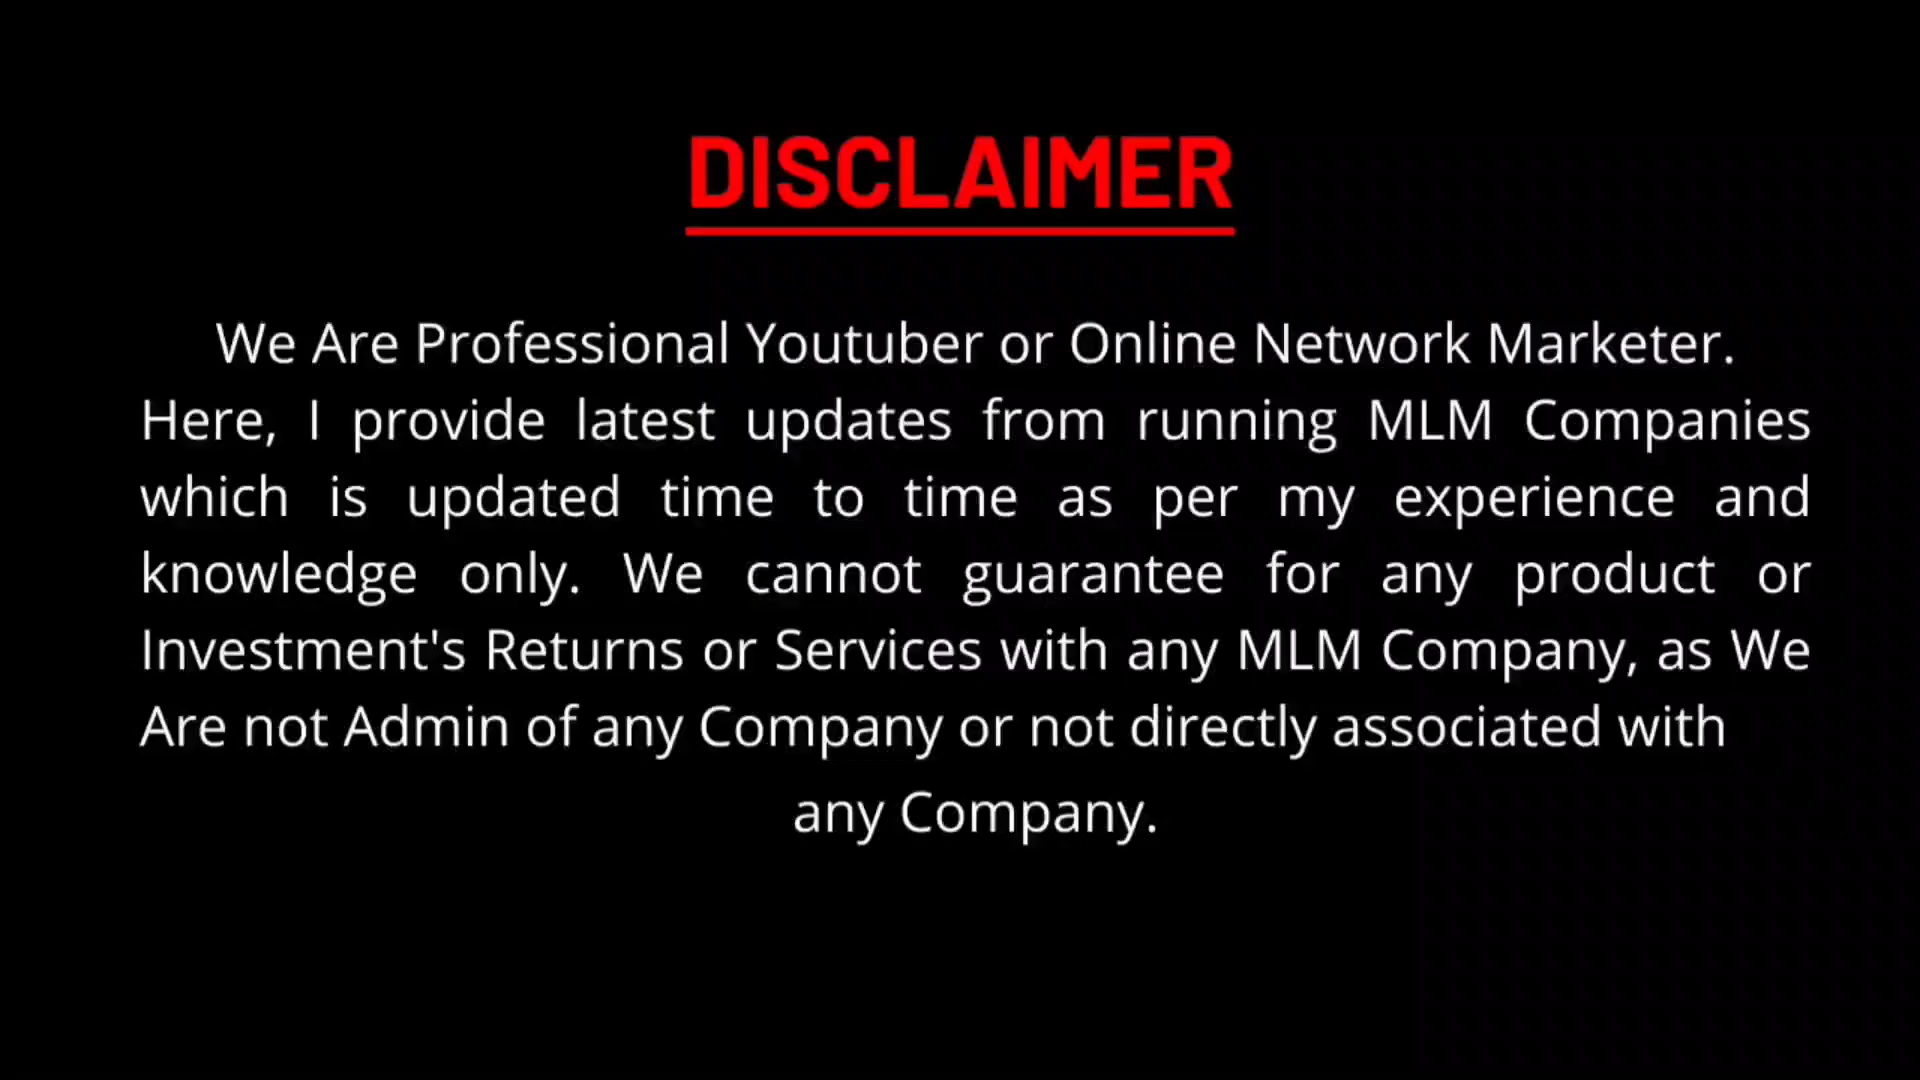 DISCLAIMER
We Are Professional Youtuber or Online Network Marketer.
Here, I provide latest updates from running MLM Companies
which is updated time to time as per my experience and
knowledge only. We cannot guarantee for any product or
Investment's Returns or Services with any MLM Company, as We
Are not Admin of any Company or not directly associated with
any Company.